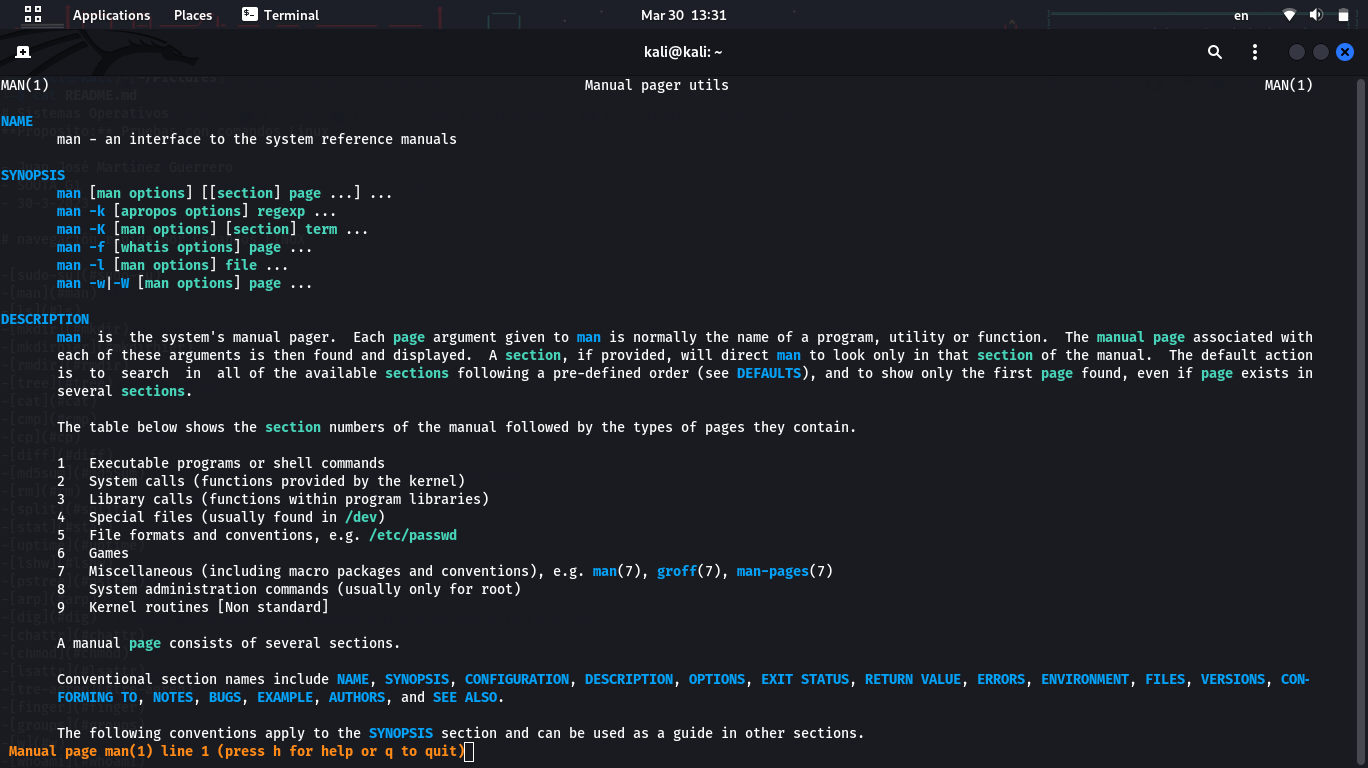 Applications Places Terminal Mar 30 13:31 en
kali@kali: ~
MAN(1) Manual pager utils MAN(1)
NAME
man - an interface to the system reference manuals
SYNOPSIS
man [man options] [[section] page ...] ...
man -k [apropos options] regexp ...
man -K [man options] [section] term ...
man -f [whatis options] page ...
man -l [man options] file ...
man -w|-W [man options] page ...
DESCRIPTION
man is the system's manual pager. Each page argument given to man is normally the name of a program, utility or function. The manual page associated with
each of these arguments is then found and displayed. A section, if provided, will direct man to look only in that section of the manual. The default action
is to search in all of the available sections following a pre-defined order (see DEFAULTS), and to show only the first page found, even if page exists in
several sections.
The table below shows the section numbers of the manual followed by the types of pages they contain.
1 Executable programs or shell commands
2 System calls (functions provided by the kernel)
3 Library calls (functions within program libraries)
4 Special files (usually found in /dev)
5 File formats and conventions, e.g. /etc/passwd
6 Games
7 Miscellaneous (including macro packages and conventions), e.g. man(7), groff(7), man-pages(7)
8 System administration commands (usually only for root)
9 Kernel routines [Non standard]
A manual page consists of several sections.
Conventional section names include NAME, SYNOPSIS, CONFIGURATION, DESCRIPTION, OPTIONS, EXIT STATUS, RETURN VALUE, ERRORS, ENVIRONMENT, FILES, VERSIONS, CON-
FORMING TO, NOTES, BUGS, EXAMPLE, AUTHORS, and SEE ALSO.
The following conventions apply to the SYNOPSIS section and can be used as a guide in other sections.
Manual page man(1) line 1 (press h for help or q to quit)